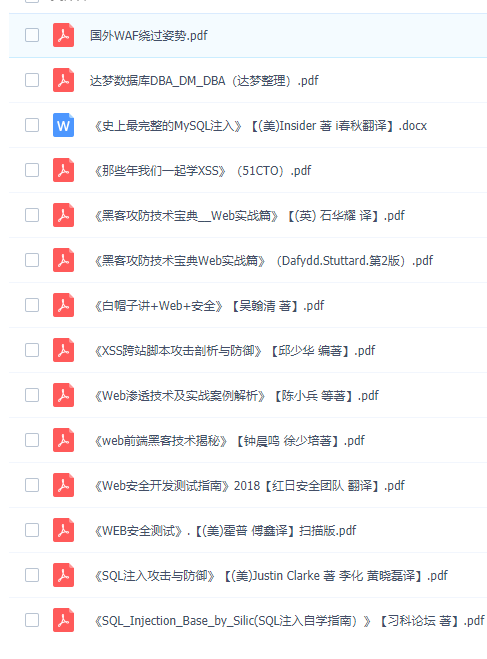 国外WAF绕过姿势.pdf
达梦数据库DBA_DM_DBA（达梦整理）.pdf
《史上最完整的MySQL注入》【(美)Insider 著 i春秋翻译】.docx
《那些年我们一起学XSS》（51CTO）.pdf
《黑客攻防技术宝典__Web实战篇》【(英) 石华耀 译】.pdf
《黑客攻防技术宝典Web实战篇》（Dafydd.Stuttard.第2版）.pdf
《白帽子讲+Web+安全》【吴翰清 著】.pdf
《XSS跨站脚本攻击剖析与防御》【邱少华 编著】.pdf
《Web渗透技术及实战案例解析》【陈小兵 等著】.pdf
《web前端黑客技术揭秘》【钟晨鸣 徐少培著】.pdf
《Web安全开发测试指南》2018【红日安全团队 翻译】.pdf
《WEB安全测试》.【(美)霍普 傅鑫译】扫描版.pdf
《SQL注入攻击与防御》【(美)Justin Clarke 著 李化 黄晓磊译】.pdf
《SQL_Injection_Base_by_Silic(SQL注入自学指南）》【习科论坛 著】.pdf